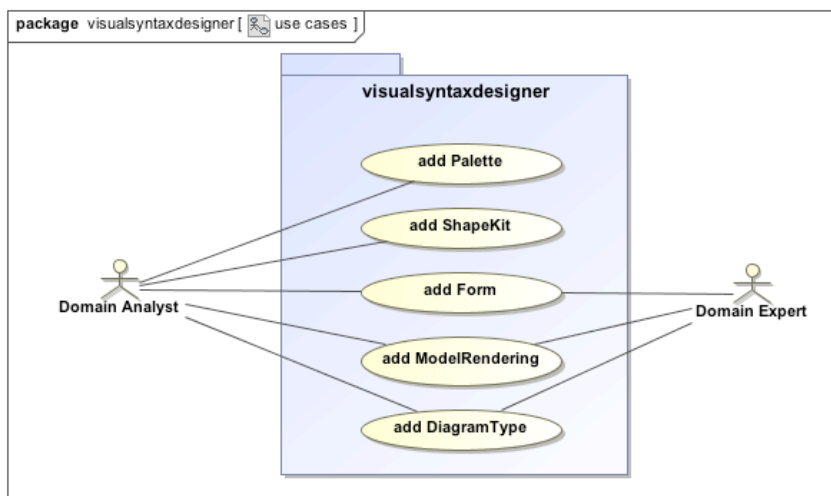 package visualsyntaxdesigner [ use cases ]
visualsyntaxdesigner
add Palette
add ShapeKit
add Form
Domain Analyst
Domain Expert
add ModelRendering
add DiagramType